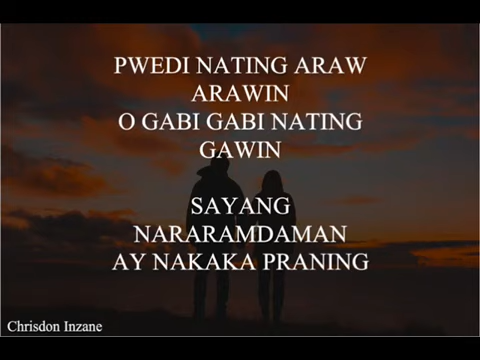 PWEDI NATING ARAW
ARAWIN
O GABI GABI NATING
GAWIN
SAYANG
NARARAMDAMAN
AY NAKAKA PRANING
Chrisdon Inzane